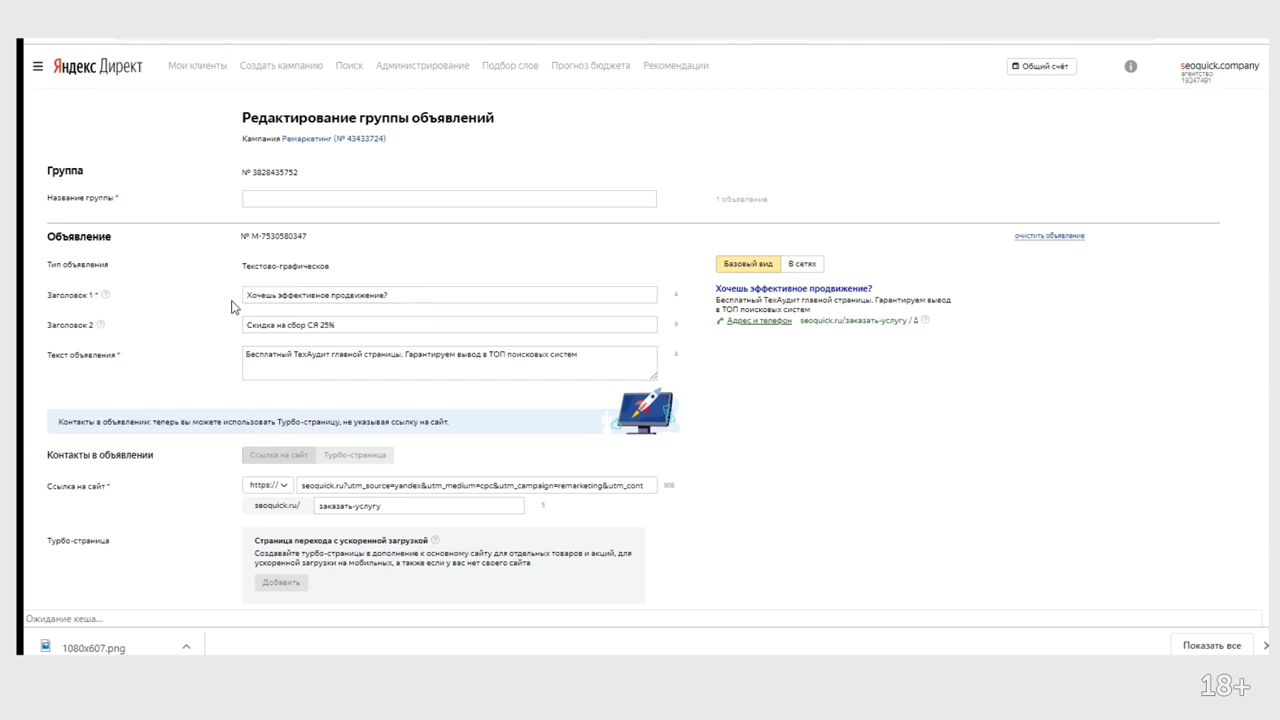 Яндекс Директ
Мои клиенты Создать кампанию Поиск Администрирование Подбор слов Прогноз бюджета Рекомендации
Общий счёт
seoquick.company
агентство
19247491
Редактирование группы объявлений
Кампания Ремаркетинг (№ 43433724)
Группа № 3828435752
Название группы * 1 объявление
Объявление № M-7530580347 очистить объявление
Тип объявления Текстово-графическое
Базовый вид В сетях
Заголовок 1 * Хочешь эффективное продвижение? 4
Заголовок 2 Скидка на сбор СЯ 25% 9
Текст объявления * Бесплатный ТехАудит главной страницы. Гарантируем вывод в ТОП поисковых систем 4
Хочешь эффективное продвижение?
Бесплатный ТехАудит главной страницы. Гарантируем вывод
в ТОП поисковых систем
Адрес и телефон seoquick.ru/заказать-услугу /
Контакты в объявлении: теперь вы можете использовать Турбо-страницу, не указывая ссылку на сайт.
Контакты в объявлении Ссылка на сайт Турбо-страница
Ссылка на сайт * https:// seoquick.ru?utm_source=yandex&utm_medium=cpc&utm_campaign=remarketing&utm_cont 908
seoquick.ru/ заказать-услугу 5
Турбо-страница
Страница перехода с ускоренной загрузкой
Создавайте турбо-страницы в дополнение к основному сайту для отдельных товаров и акций, для
ускоренной загрузки на мобильных, а также если у вас нет своего сайта
Добавить
Ожидание кеша...
1080x607.png
Показать все
18+